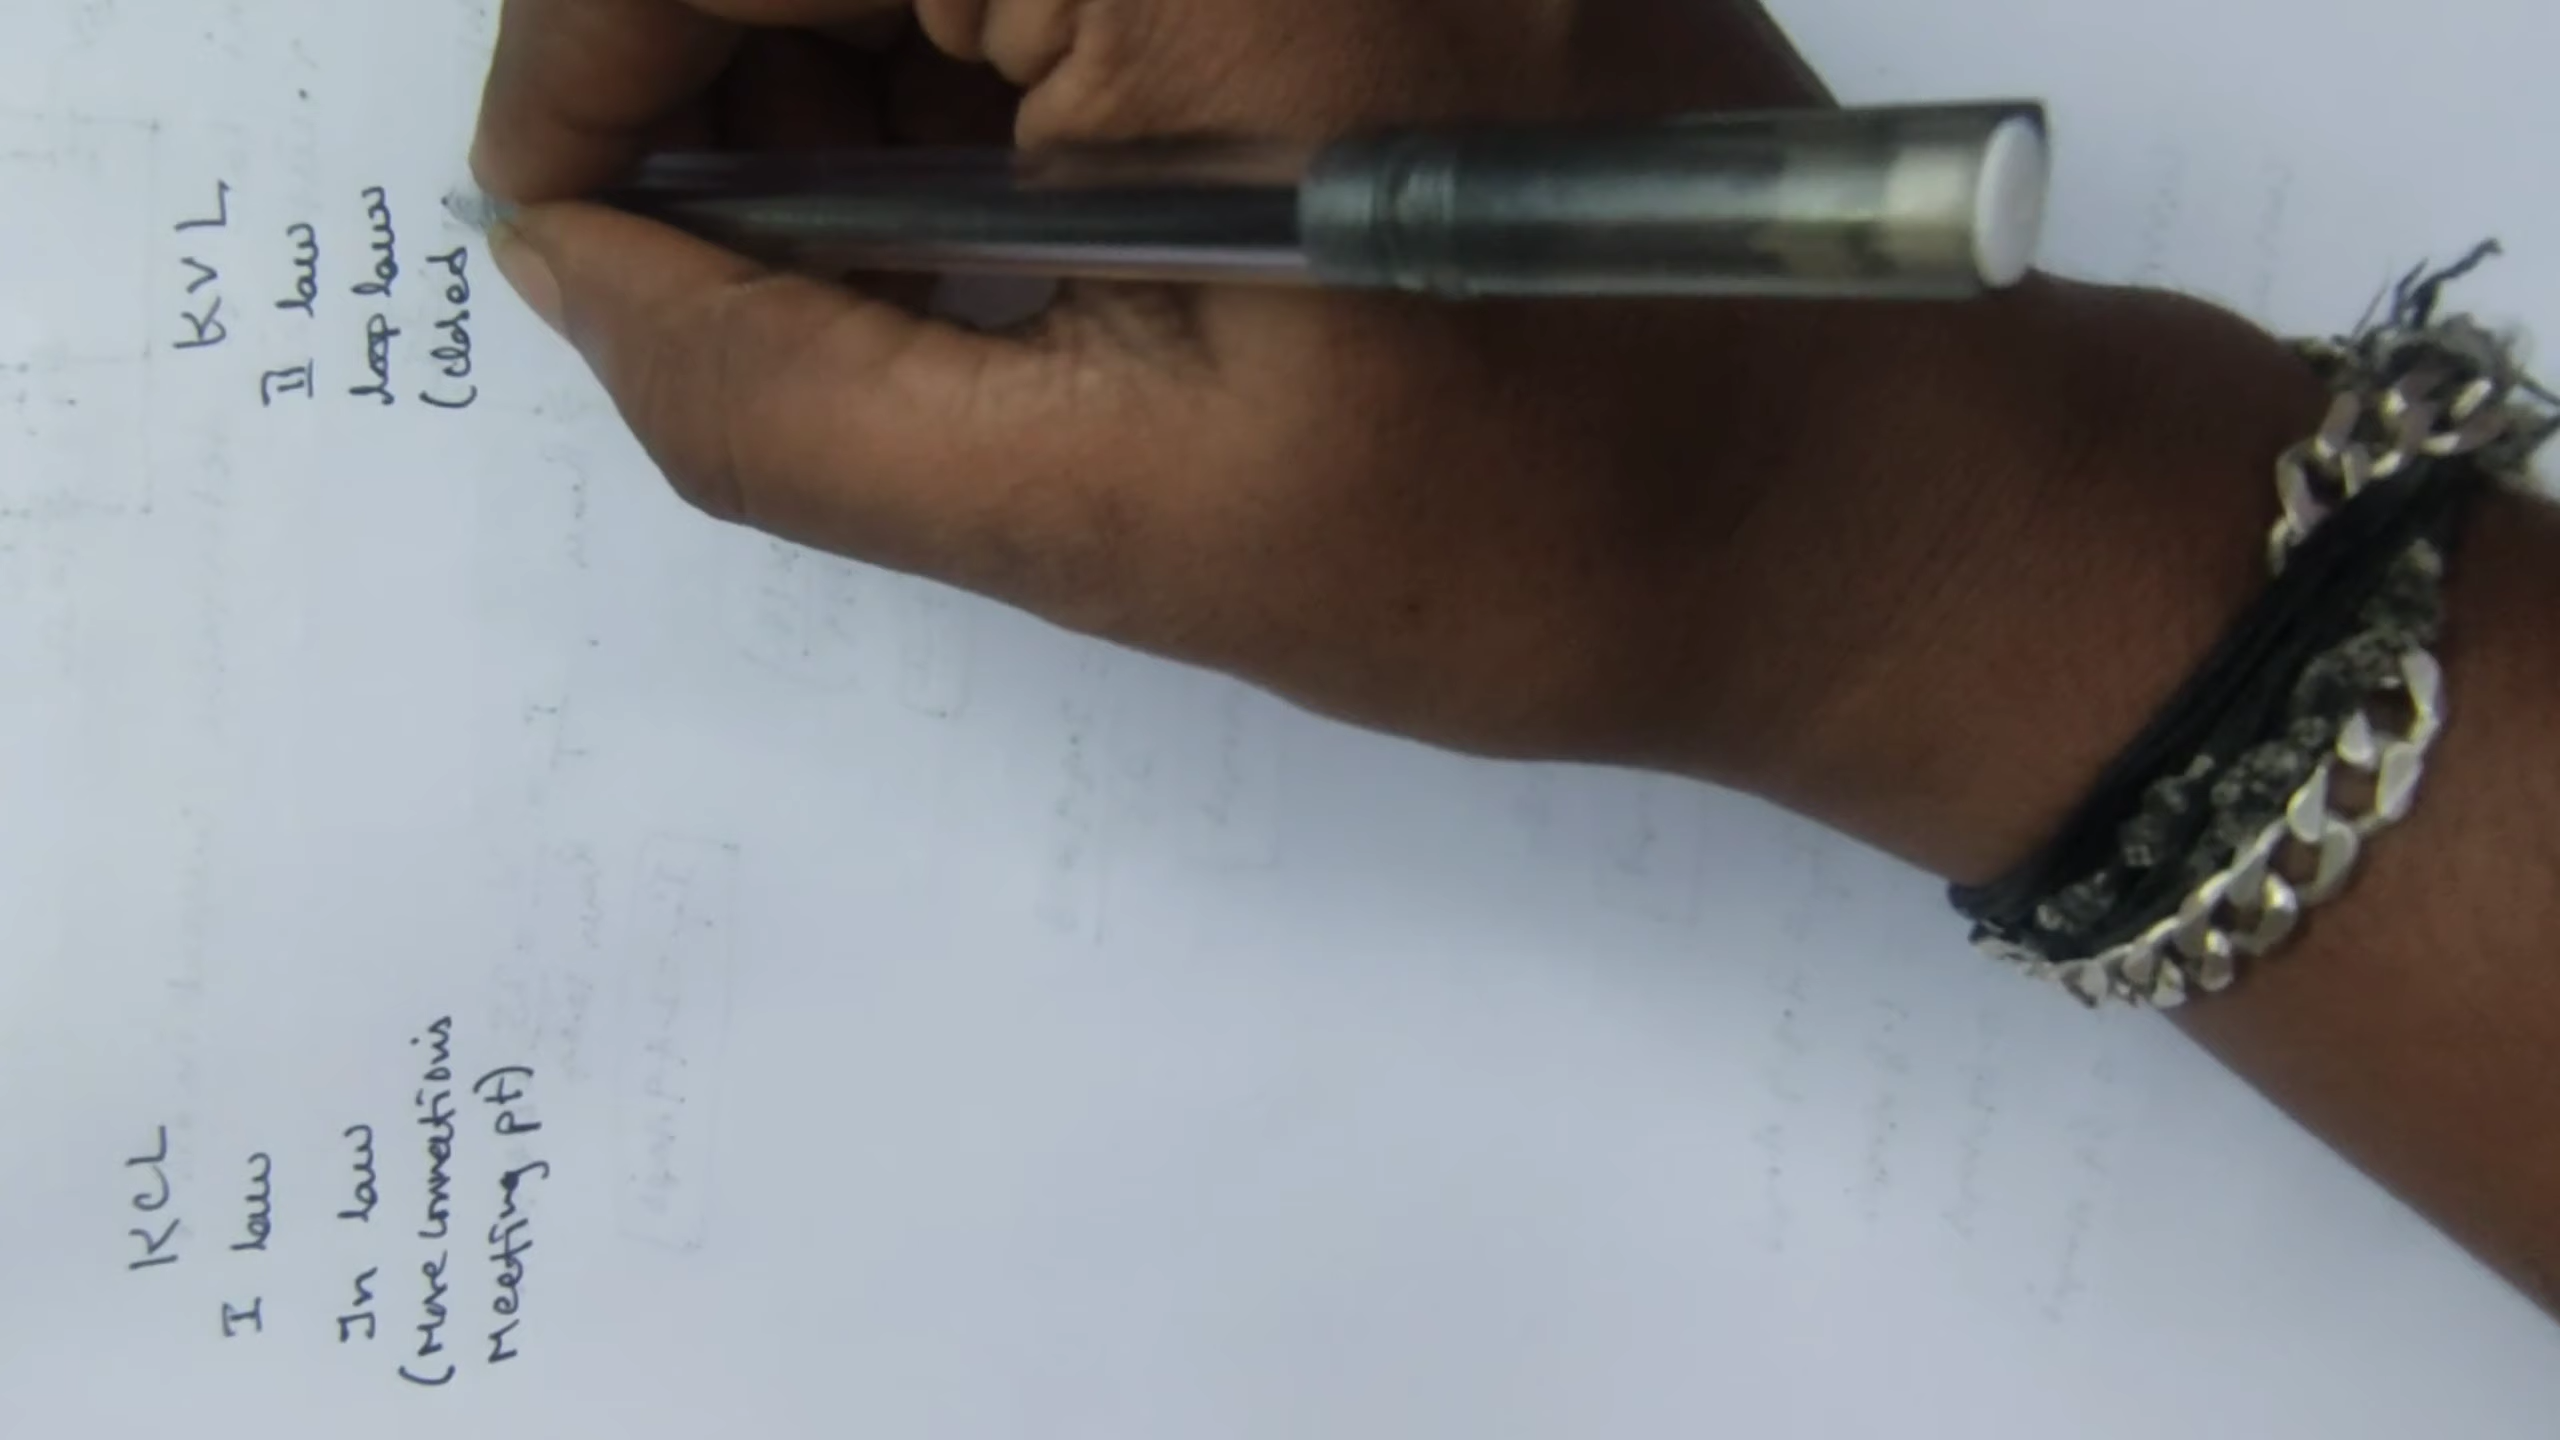 KCL
I law
Jn law
(More connections
Meeting pt)
KVL
II law
loop law
(closed